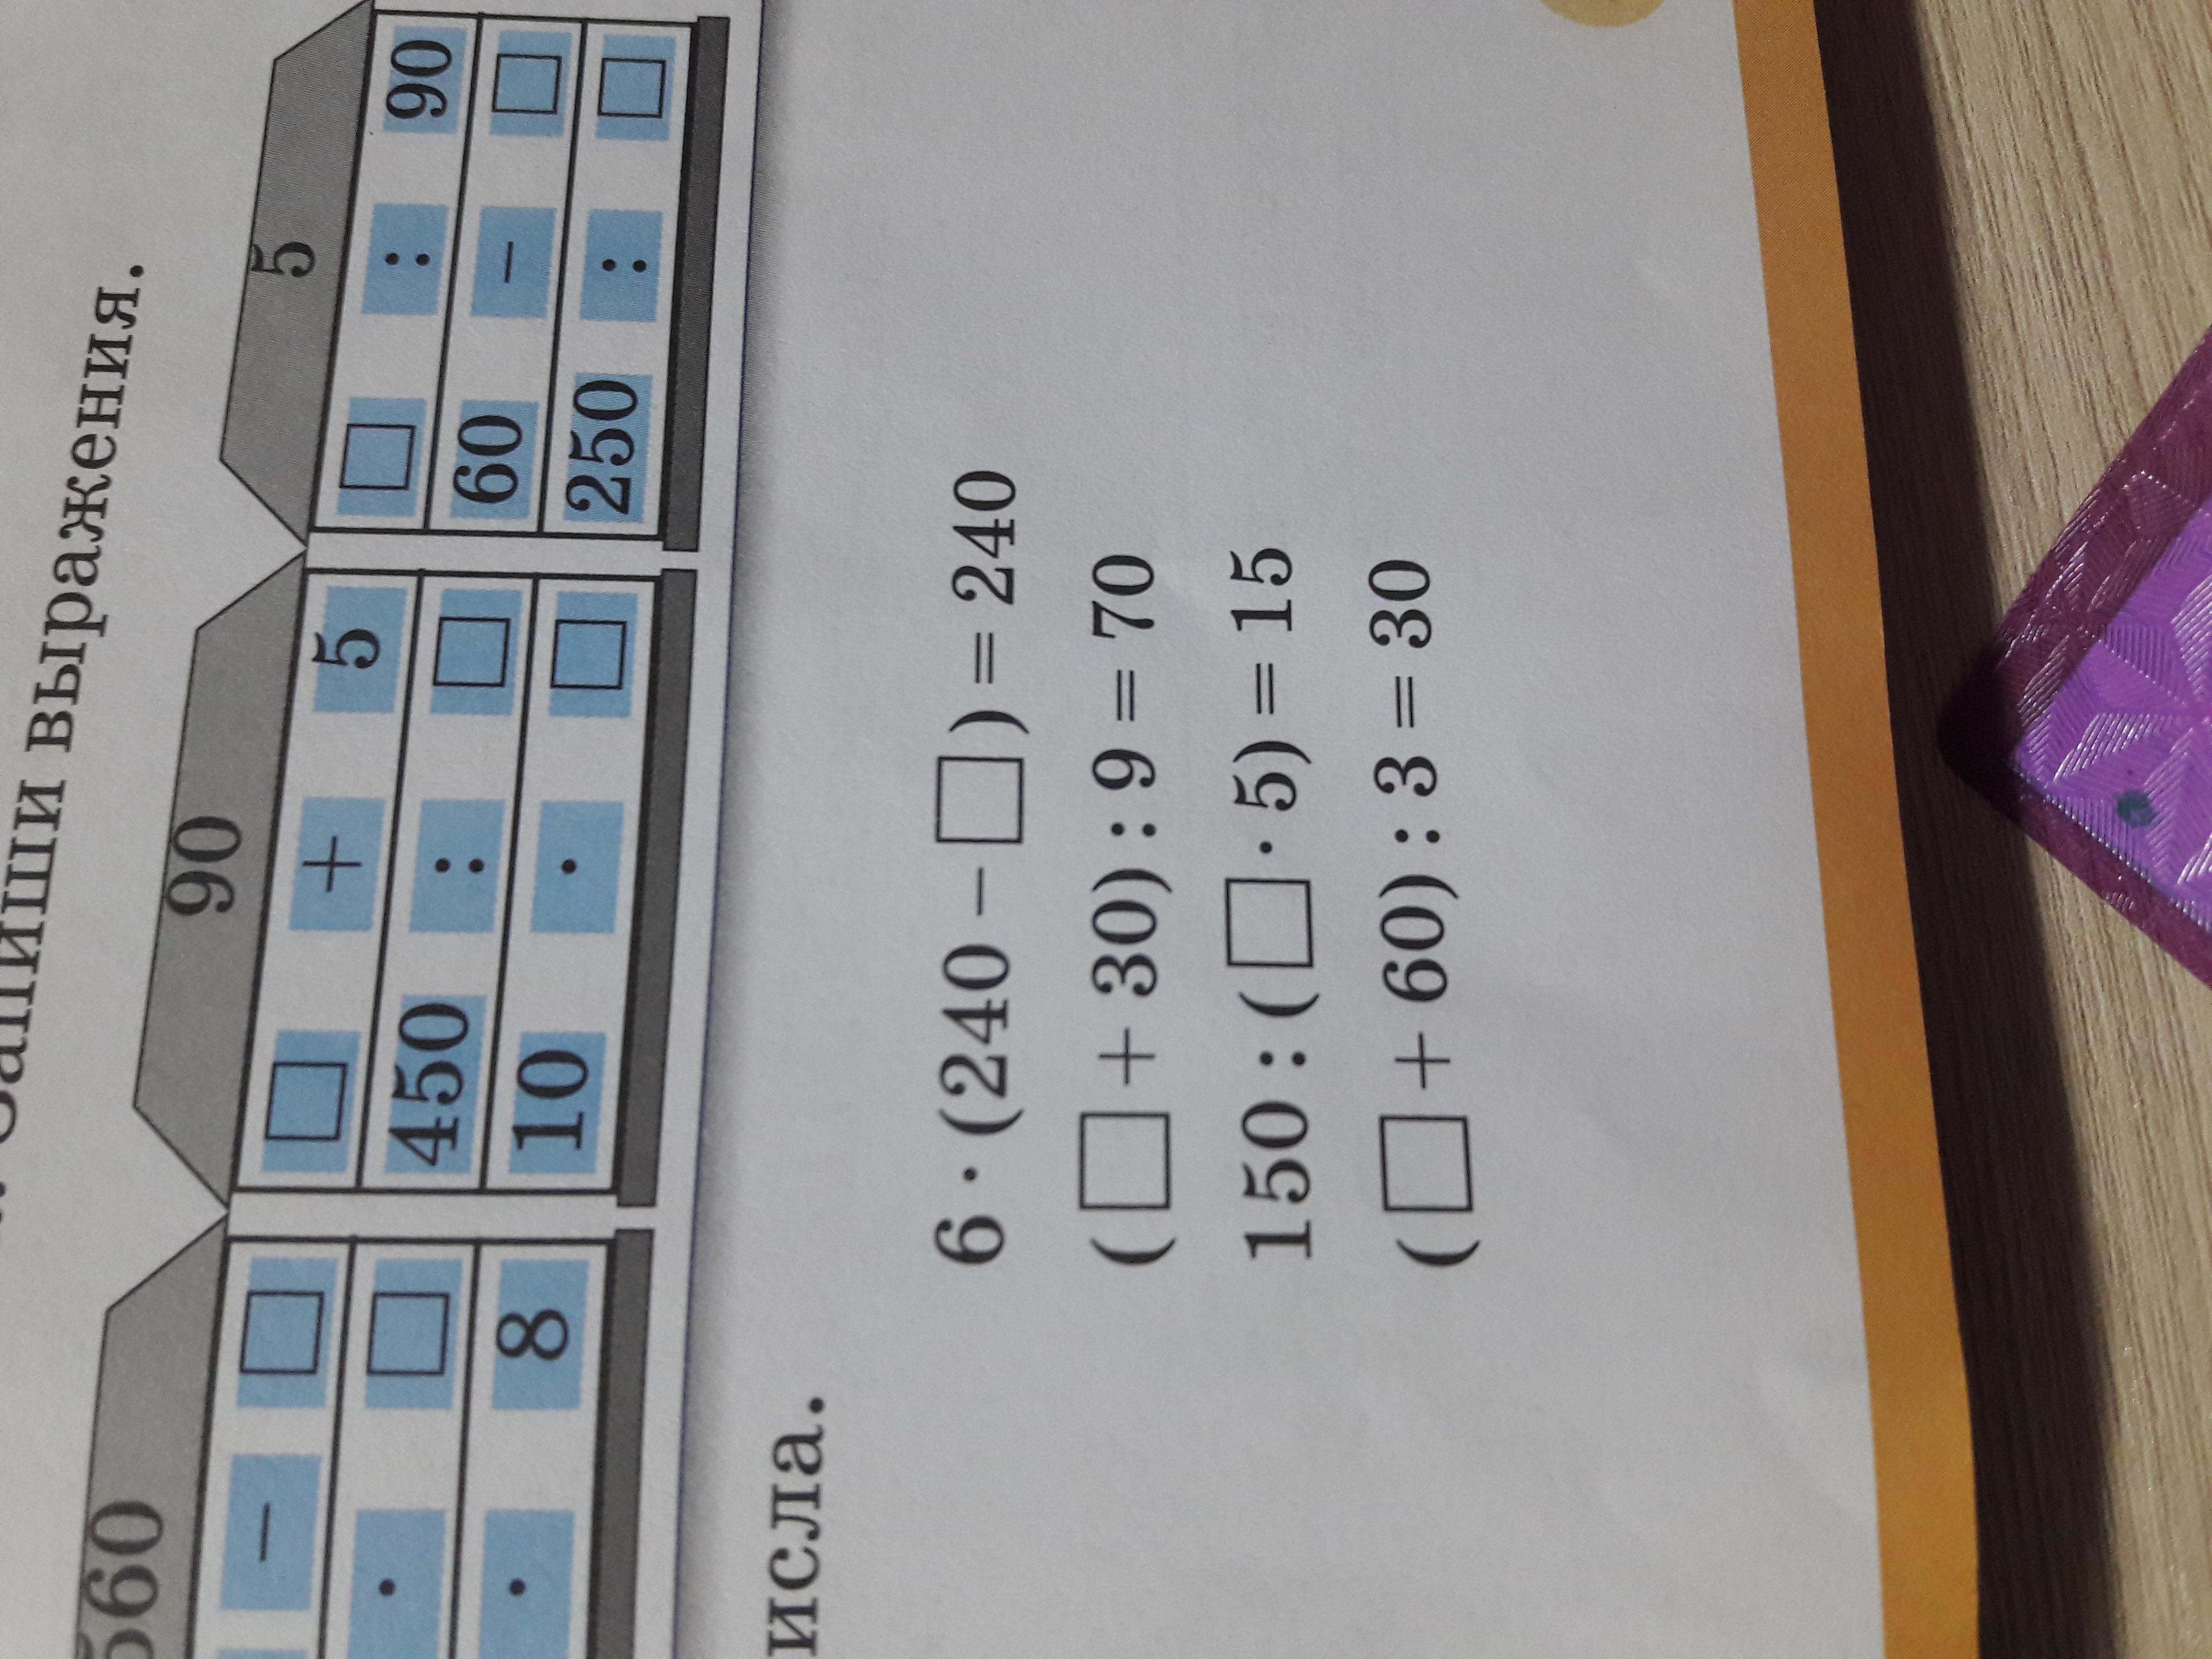 Запиши выражения.
560
− □
· □
· 8
90
□ + 5
450 : □
10 · □
5
□ : 90
60 − □
250 : □
6 · (240 − □) = 240
(□ + 30) : 9 = 70
150 : (□ · 5) = 15
(□ + 60) : 3 = 30